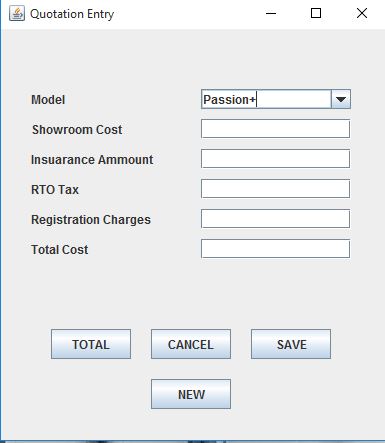 Quotation Entry
Model Passion+
Showroom Cost
Insuarance Ammount
RTO Tax
Registration Charges
Total Cost
TOTAL CANCEL SAVE
NEW